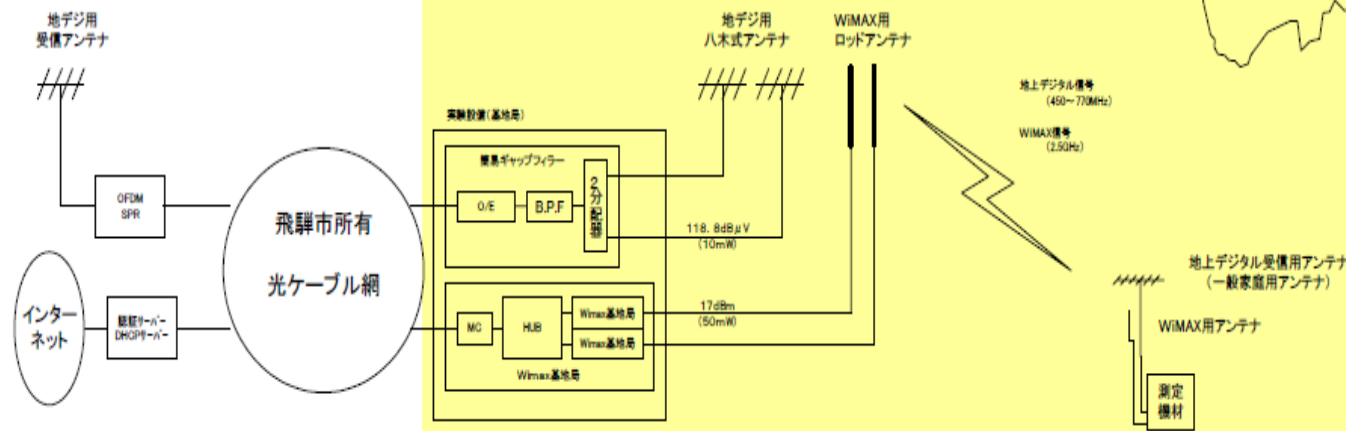 地デジ用
受信アンテナ
地デジ用
八木式アンテナ
WiMAX用
ロッドアンテナ
地上デジタル信号
(450～770MHz)
WiMAX信号
(2.5GHz)
実験設備(基地局)
簡易ギャップフィラー
O/E
B.P.F
2分配器
OFDM
SPR
飛騨市所有
光ケーブル網
118.8dBμV
(10mW)
インター
ネット
認証サーバー
DHCPサーバー
MC
HUB
Wimax基地局
Wimax基地局
Wimax基地局
17dBm
(50mW)
地上デジタル受信用アンテナ
(一般家庭用アンテナ)
WiMAX用アンテナ
測定
機材